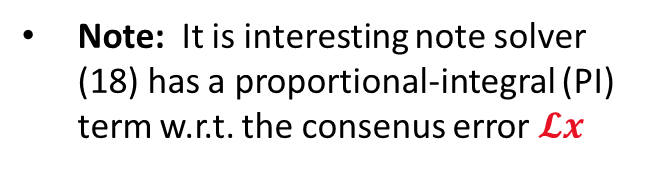 • Note: It is interesting note solver
(18) has a proportional-integral (PI)
term w.r.t. the consenus error ℒx